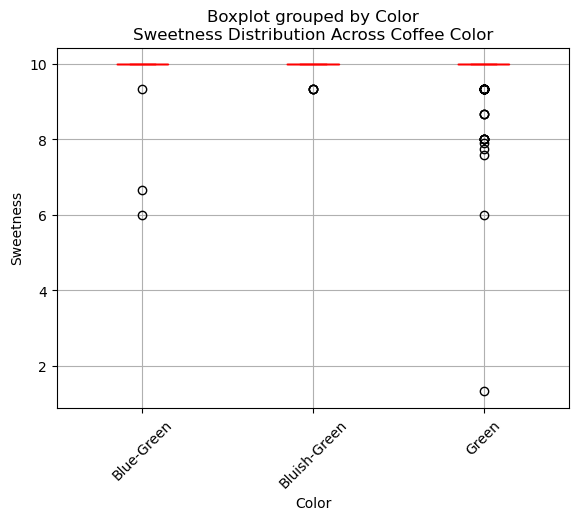 Boxplot grouped by Color
Sweetness Distribution Across Coffee Color
10
8
6
4
2
Sweetness
Blue-Green
Bluish-Green
Green
Color